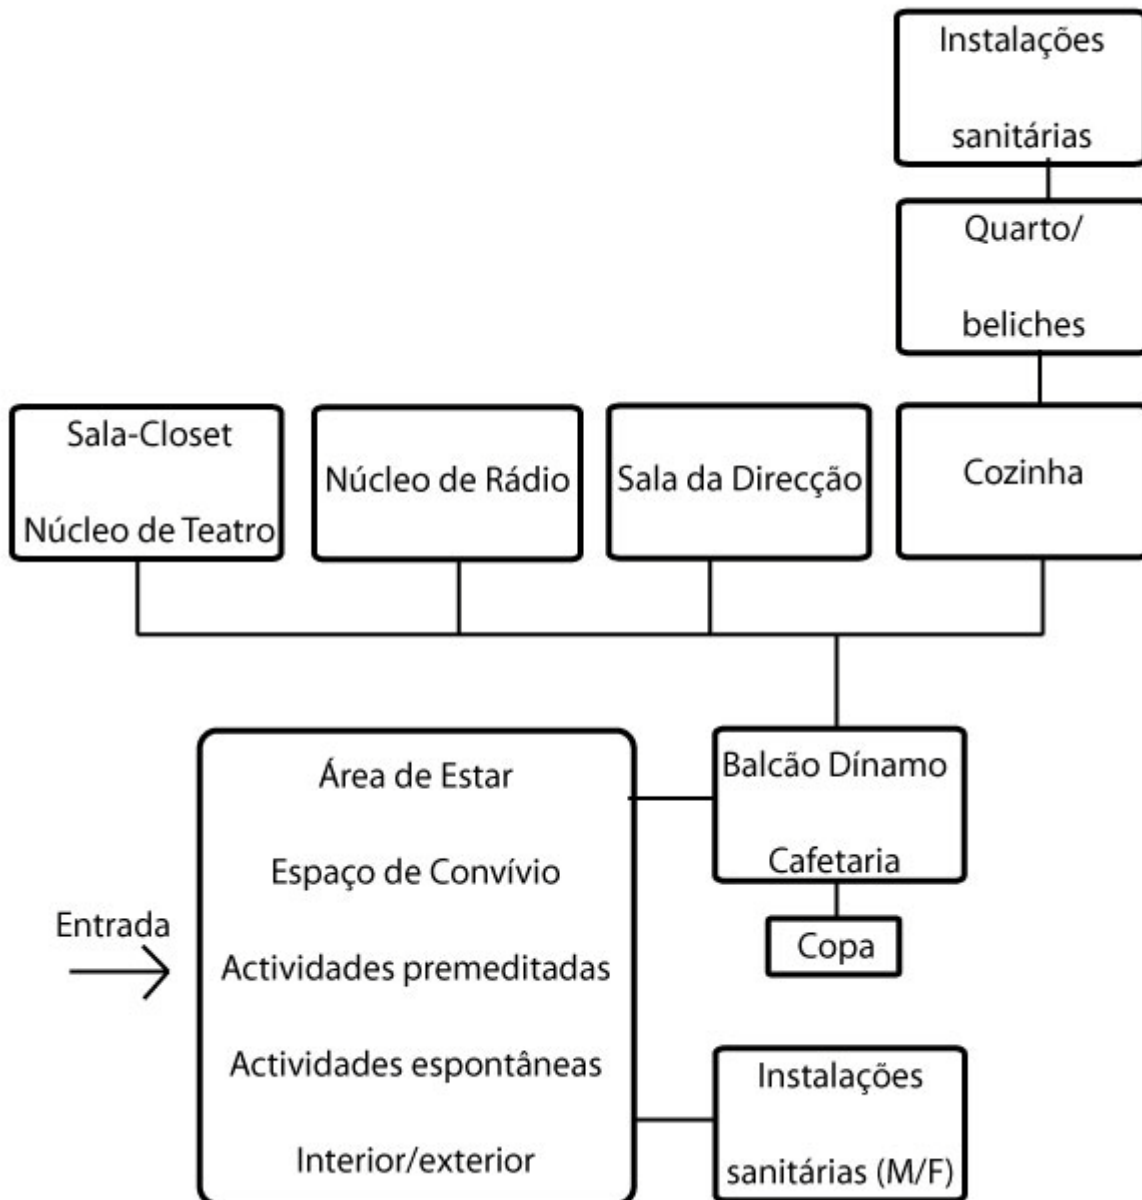 Instalações
sanitárias
Quarto/
beliches
Sala-Closet
Núcleo de Teatro
Núcleo de Rádio
Sala da Direcção
Cozinha
Entrada
Área de Estar
Espaço de Convívio
Actividades premeditadas
Actividades espontâneas
Interior/exterior
Balcão Dínamo
Cafetaria
Copa
Instalações
sanitárias (M/F)